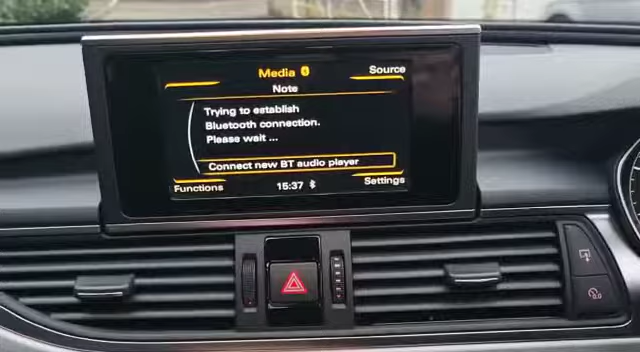 Media
Source
Note
Trying to establish
Bluetooth connection.
Please wait ...
Connect new BT audio player
Functions
15:37
Settings